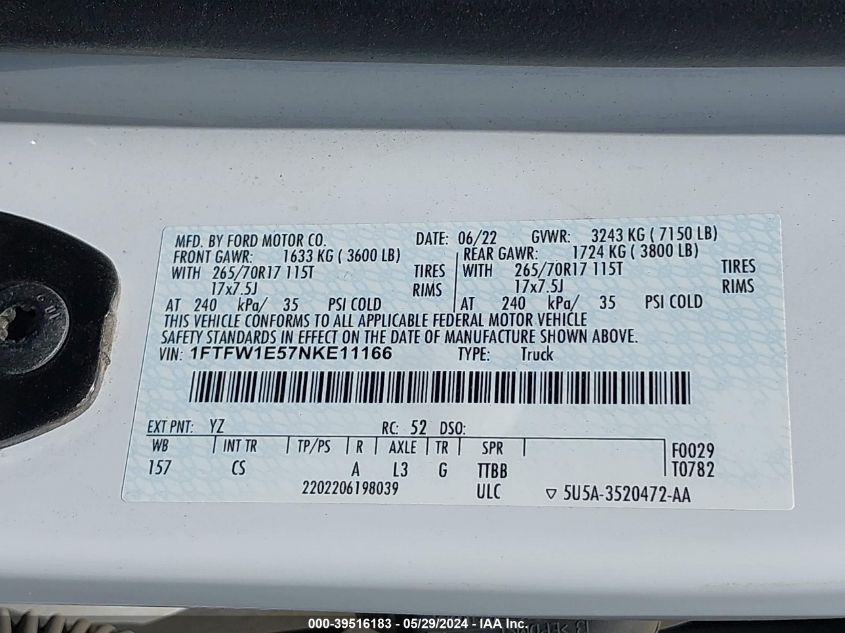 MFD. BY FORD MOTOR CO. DATE: 06/22 GVWR: 3243 KG ( 7150 LB)
FRONT GAWR: 1633 KG ( 3600 LB) REAR GAWR: 1724 KG ( 3800 LB)
WITH 265/70R17 115T TIRES WITH 265/70R17 115T TIRES
17x7.5J RIMS 17x7.5J RIMS
AT 240 kPa/ 35 PSI COLD AT 240 kPa/ 35 PSI COLD
THIS VEHICLE CONFORMS TO ALL APPLICABLE FEDERAL MOTOR VEHICLE
SAFETY STANDARDS IN EFFECT ON THE DATE OF MANUFACTURE SHOWN ABOVE.
VIN: 1FTFW1E57NKE11166 TYPE: Truck
EXT PNT: YZ RC: 52 DSO:
WB INT TR TP/PS R AXLE TR SPR F0029
157 CS A L3 G TTBB T0782
2202206198039 ULC ▽ 5U5A-3520472-AA
000-39516183 - 05/29/2024 - IAA Inc.